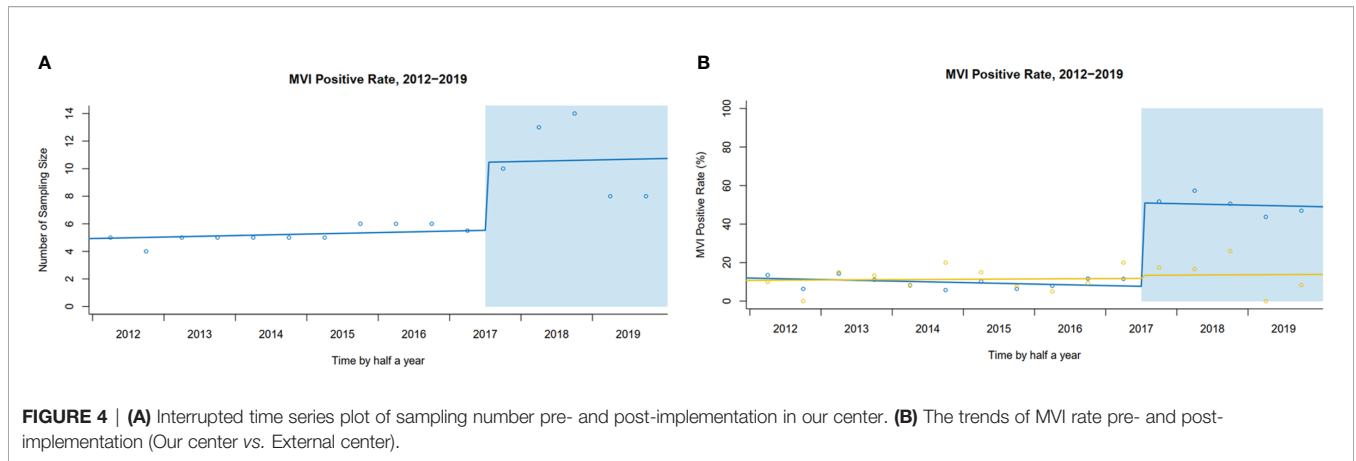 A
MVI Positive Rate, 2012−2019
Number of Sampling Size
14
12
10
8
6
4
2
0
2012 2013 2014 2015 2016 2017 2018 2019
Time by half a year
B
MVI Positive Rate, 2012−2019
MVI Positive Rate (%)
100
80
60
40
20
0
2012 2013 2014 2015 2016 2017 2018 2019
Time by half a year
FIGURE 4 | (A) Interrupted time series plot of sampling number pre- and post-implementation in our center. (B) The trends of MVI rate pre- and post-
implementation (Our center vs. External center).